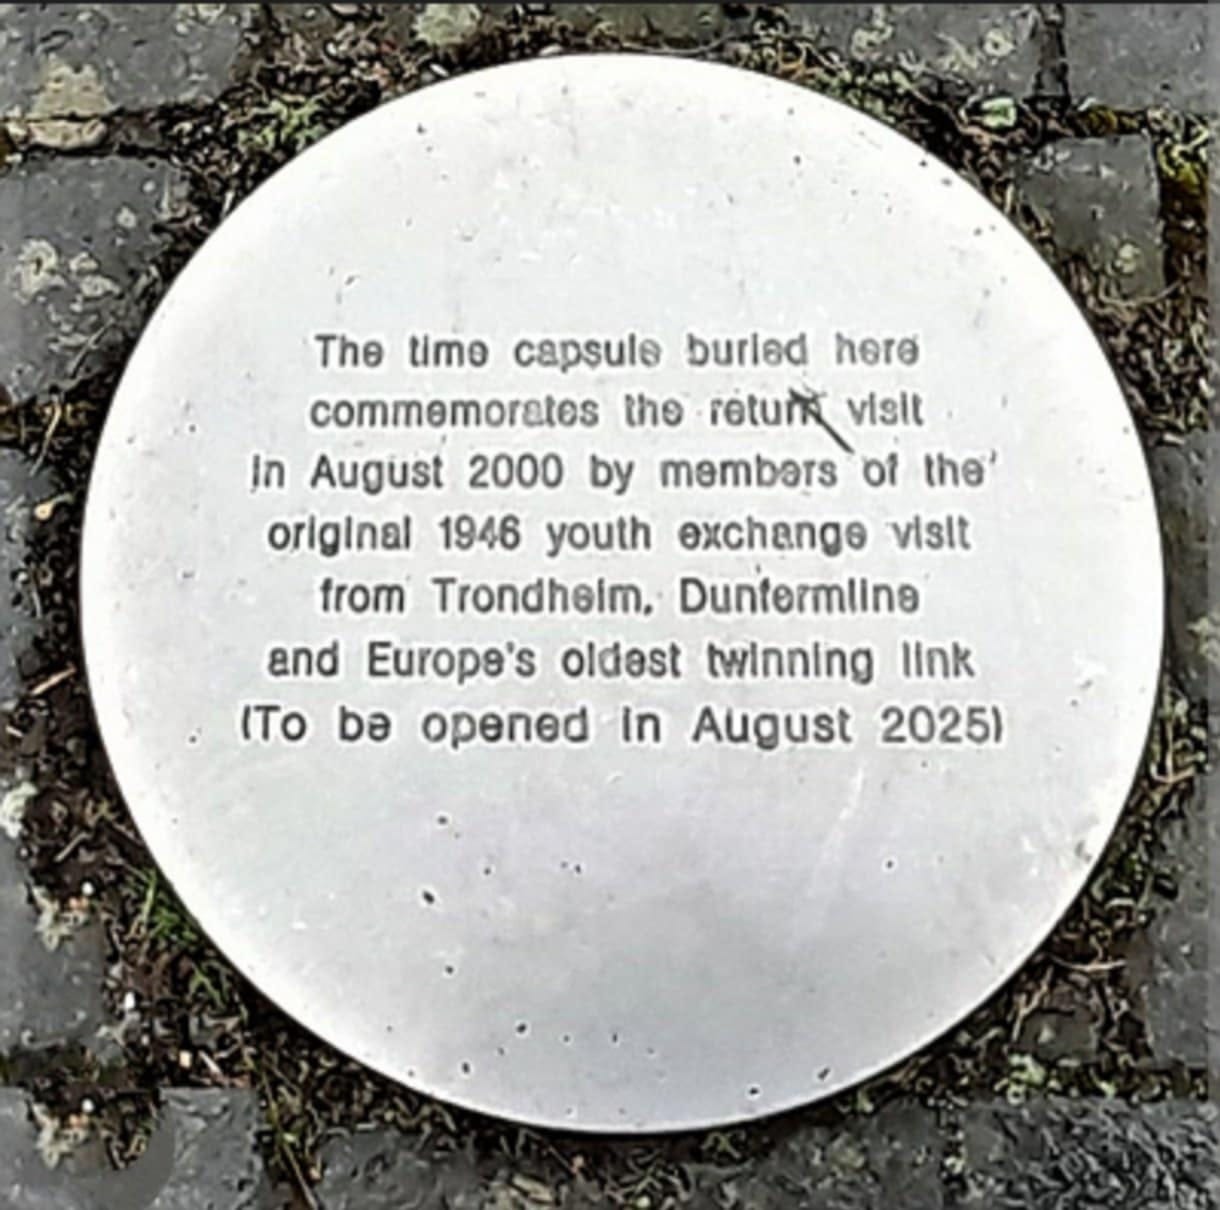 The time capsule buried here
commemorates the return visit
in August 2000 by members of the
original 1946 youth exchange visit
from Trondheim, Dunfermline
and Europe's oldest twinning link
(To be opened in August 2025)